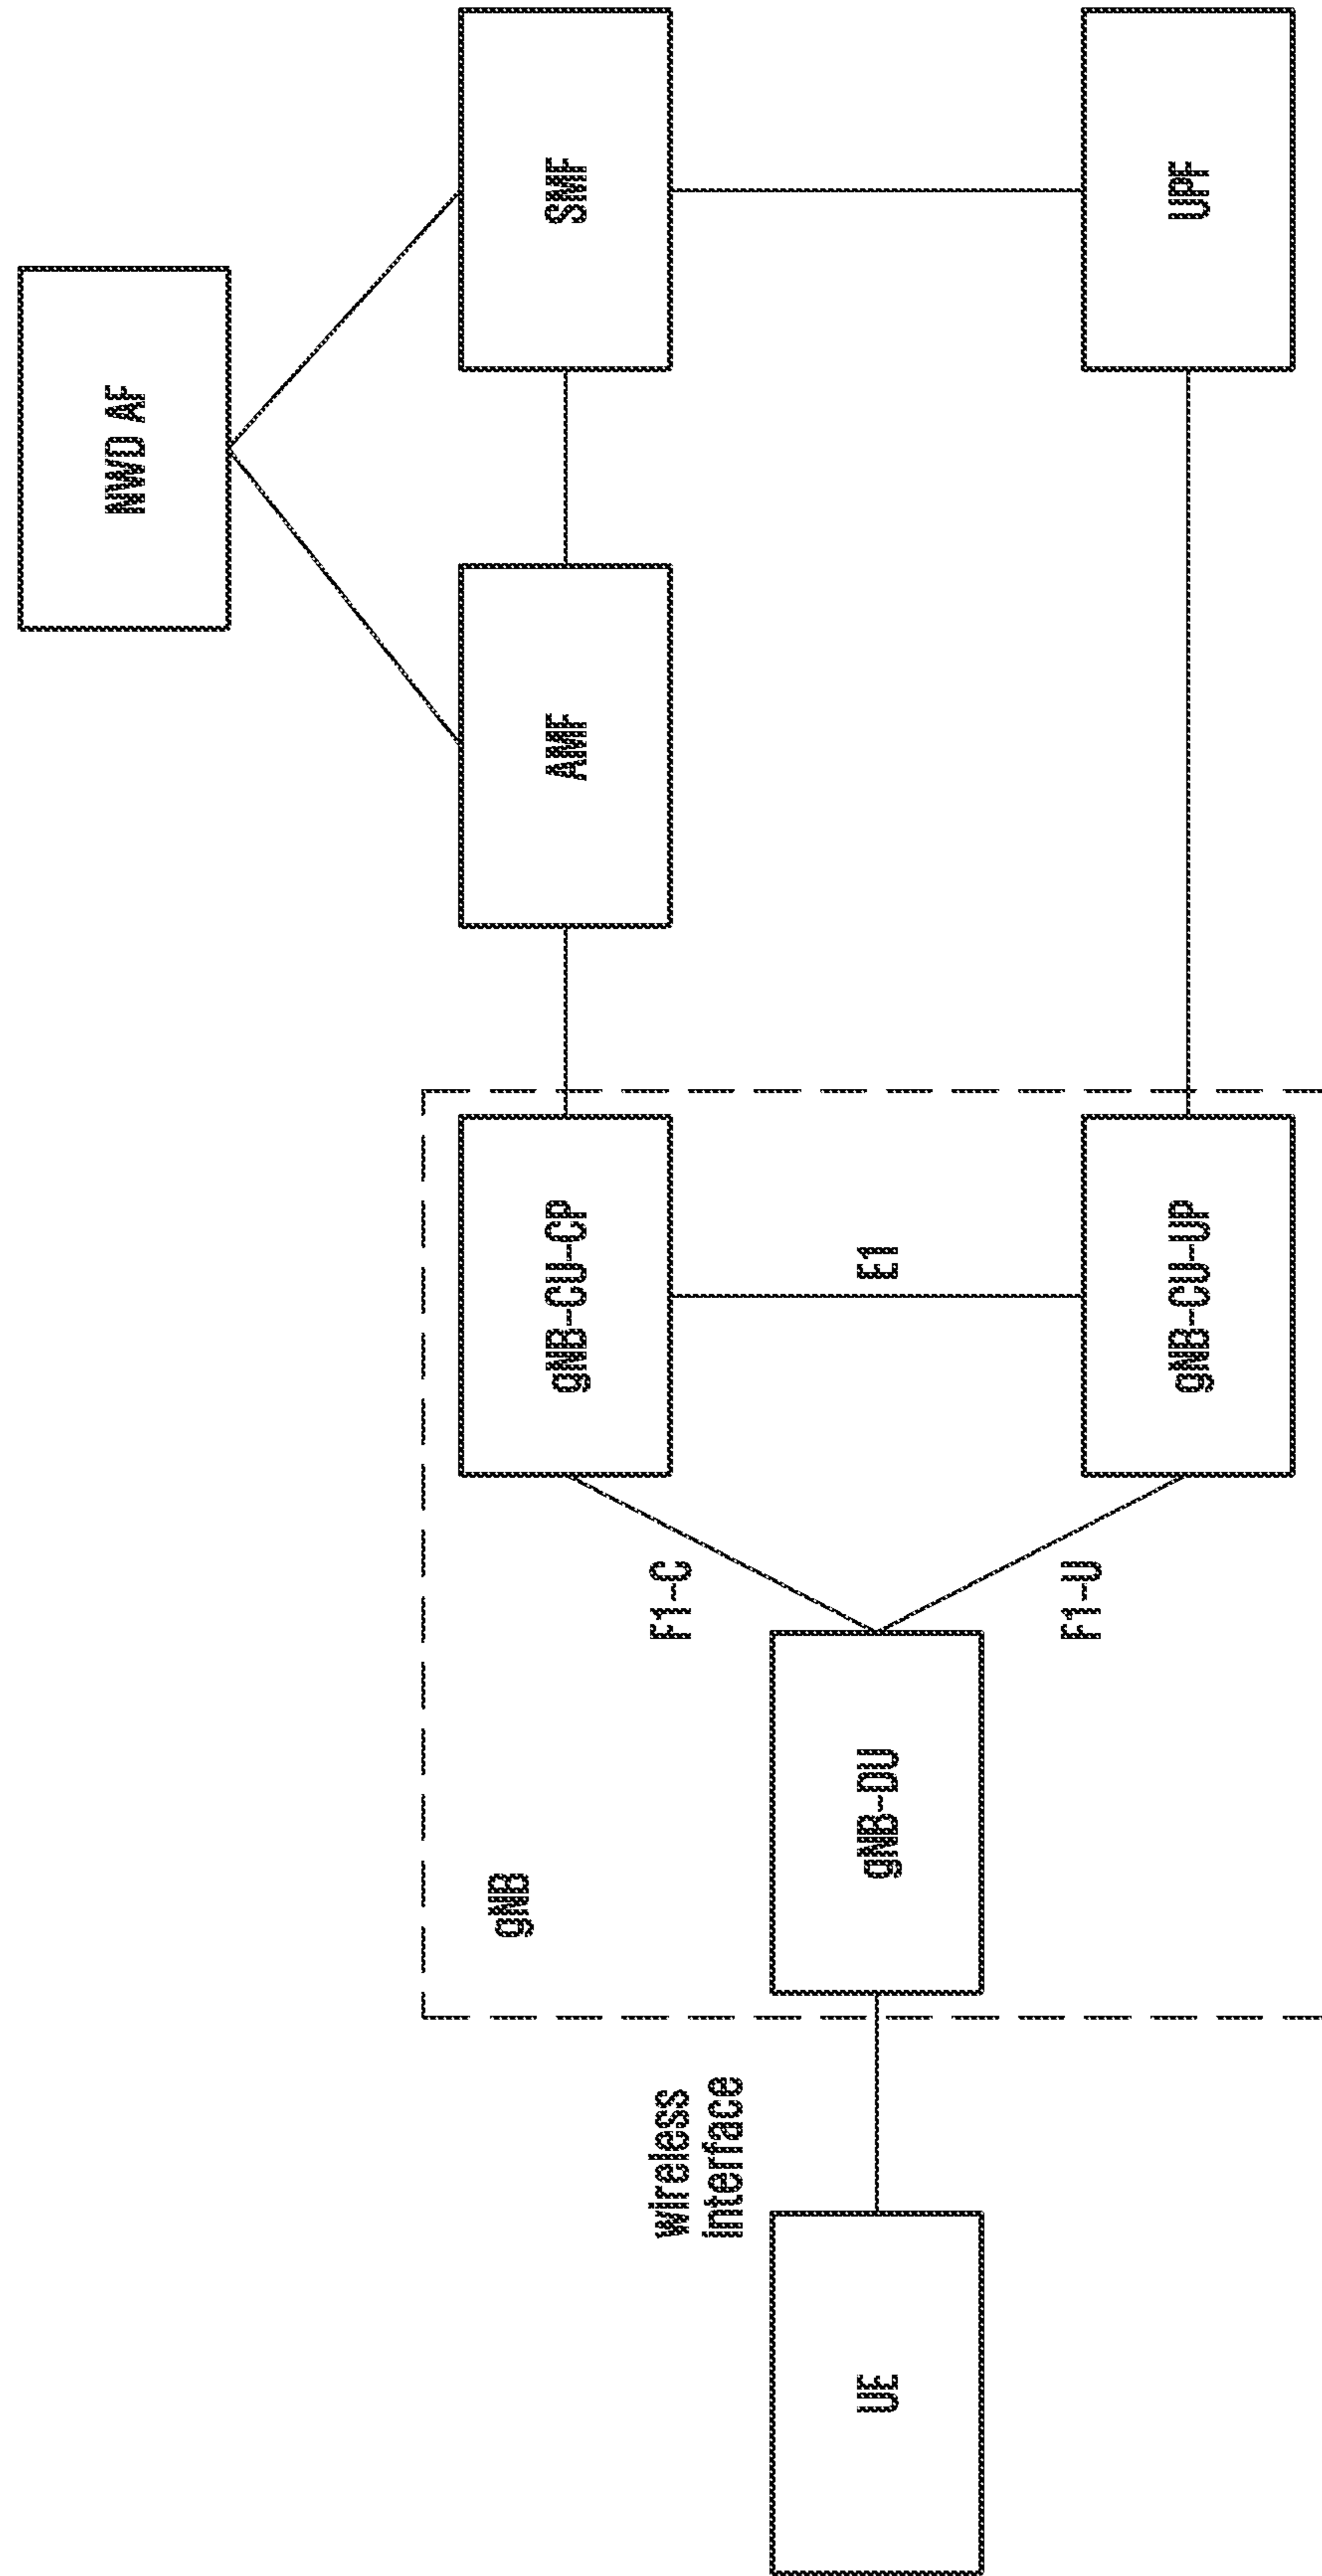 NWD AF
AMF
SMF
gNB
gNB-CU-CP
F1-C
E1
wireless
interface
UE
gNB-DU
F1-U
gNB-CU-UP
UPF